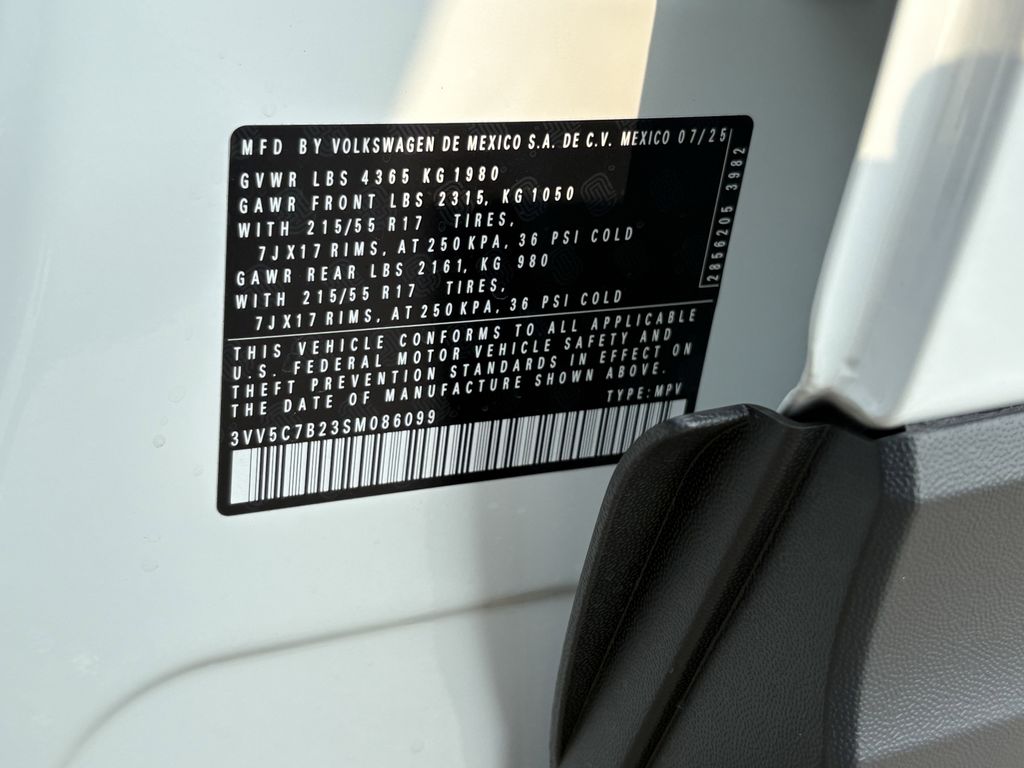 MFD BY VOLKSWAGEN DE MEXICO S.A. DE C.V. MEXICO 07/25
GVWR LBS 4365 KG 1980
GAWR FRONT LBS 2315, KG 1050
WITH 215/55 R17 TIRES,
7JX17 RIMS, AT 250 KPA, 36 PSI COLD
GAWR REAR LBS 2161, KG 980
WITH 215/55 R17 TIRES,
7JX17 RIMS, AT 250 KPA, 36 PSI COLD
2856205 3982
THIS VEHICLE CONFORMS TO ALL APPLICABLE
U.S. FEDERAL MOTOR VEHICLE SAFETY AND
THEFT PREVENTION STANDARDS IN EFFECT ON
THE DATE OF MANUFACTURE SHOWN ABOVE.
TYPE: MPV
3VV5C7B23SM086099